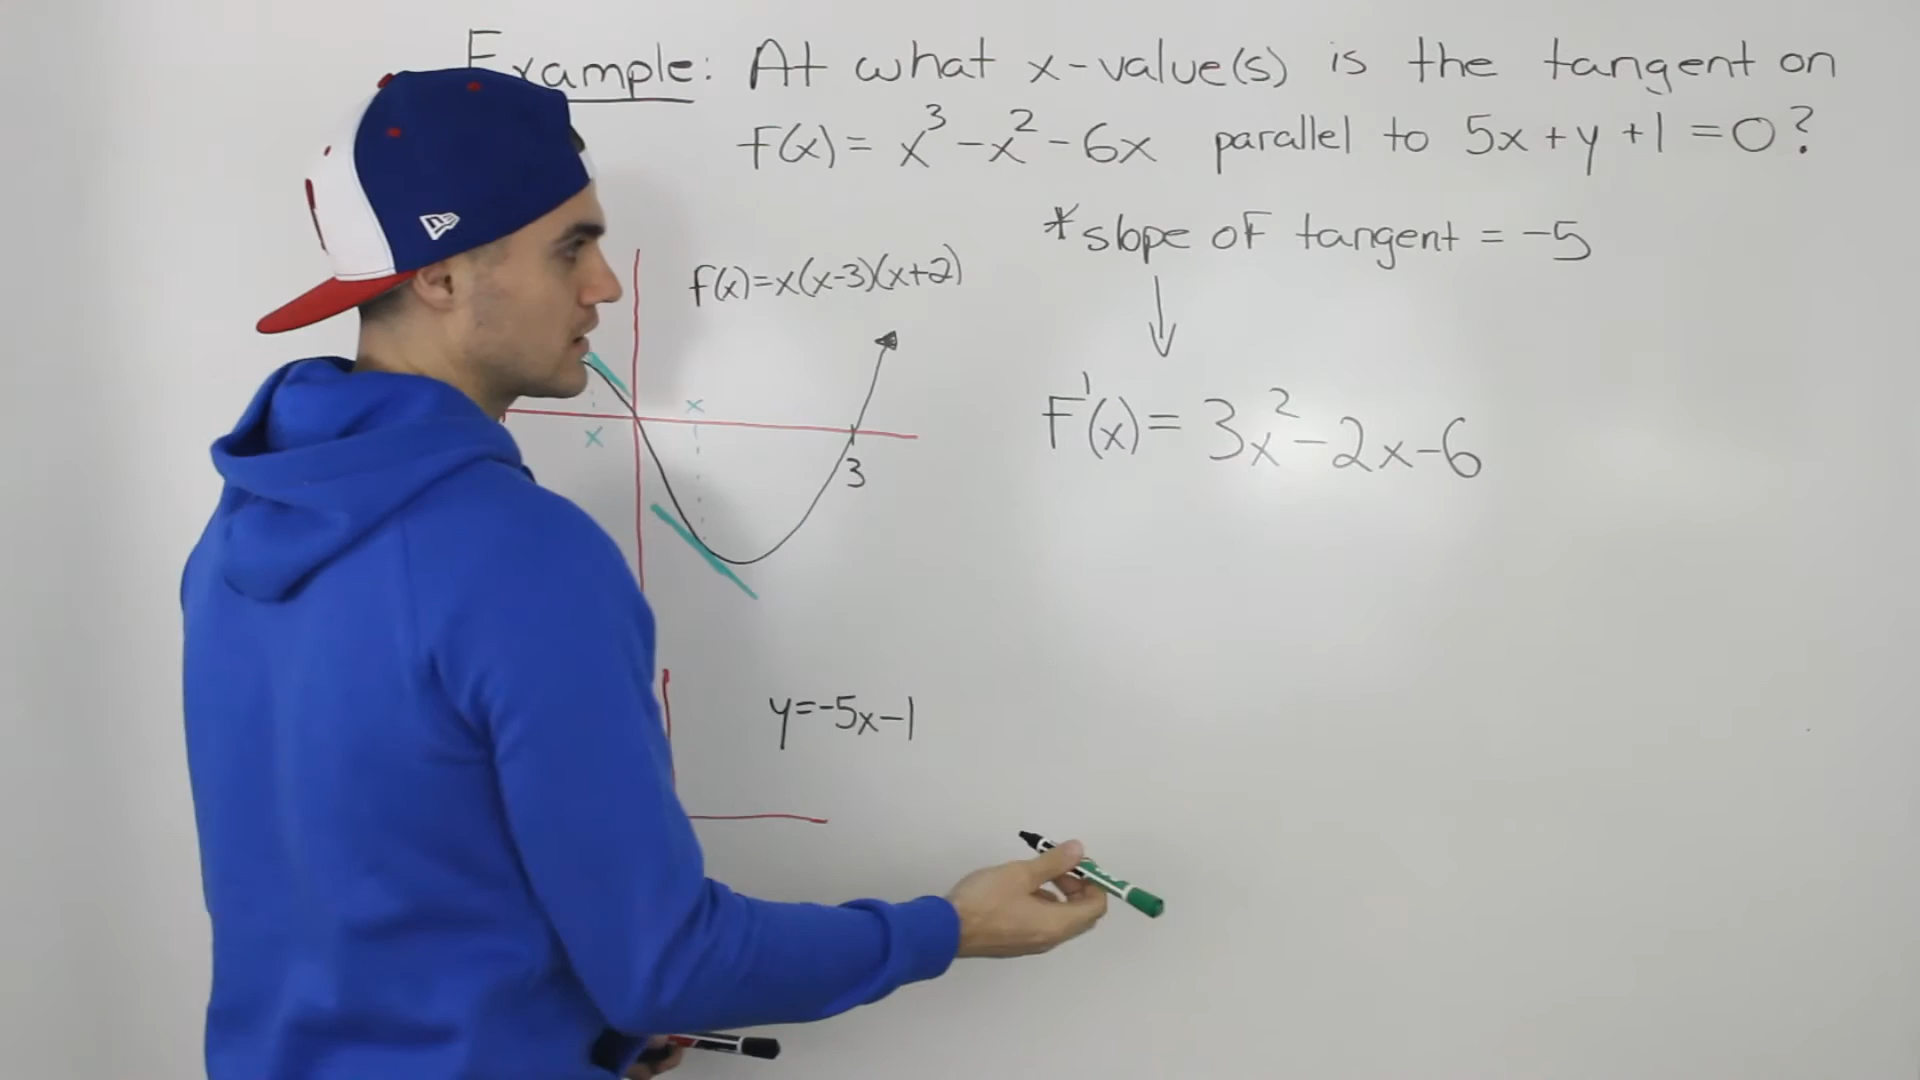 Example: At what x-value(s) is the tangent on
f(x) = x³ - x² - 6x parallel to 5x + y + 1 = 0?
* slope of tangent = -5
f(x)=x(x-3)(x+2)
↓
F'(x) = 3x² - 2x - 6
x
x
3
y=-5x-1